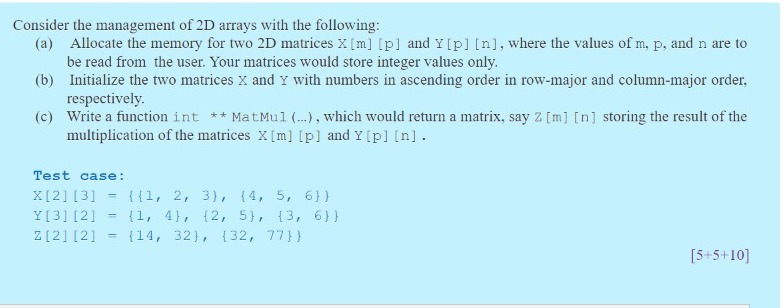 Consider the management of 2D arrays with the following:
(a) Allocate the memory for two 2D matrices X[m][p] and Y[p][n], where the values of m, p, and n are to
be read from the user. Your matrices would store integer values only.
(b) Initialize the two matrices X and Y with numbers in ascending order in row-major and column-major order,
respectively.
(c) Write a function int ** MatMul (...), which would return a matrix, say Z[m][n] storing the result of the
multiplication of the matrices X[m][p] and Y[p][n].
Test case:
X[2][3] = {{1, 2, 3}, {4, 5, 6}}
Y[3][2] = {1, 4}, {2, 5}, {3, 6}}
Z[2][2] = {14, 32}, {32, 77}}
[5+5+10]